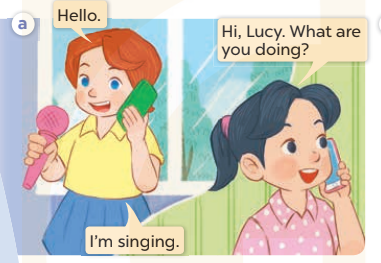 a
Hello.
Hi, Lucy. What are
you doing?
I'm singing.